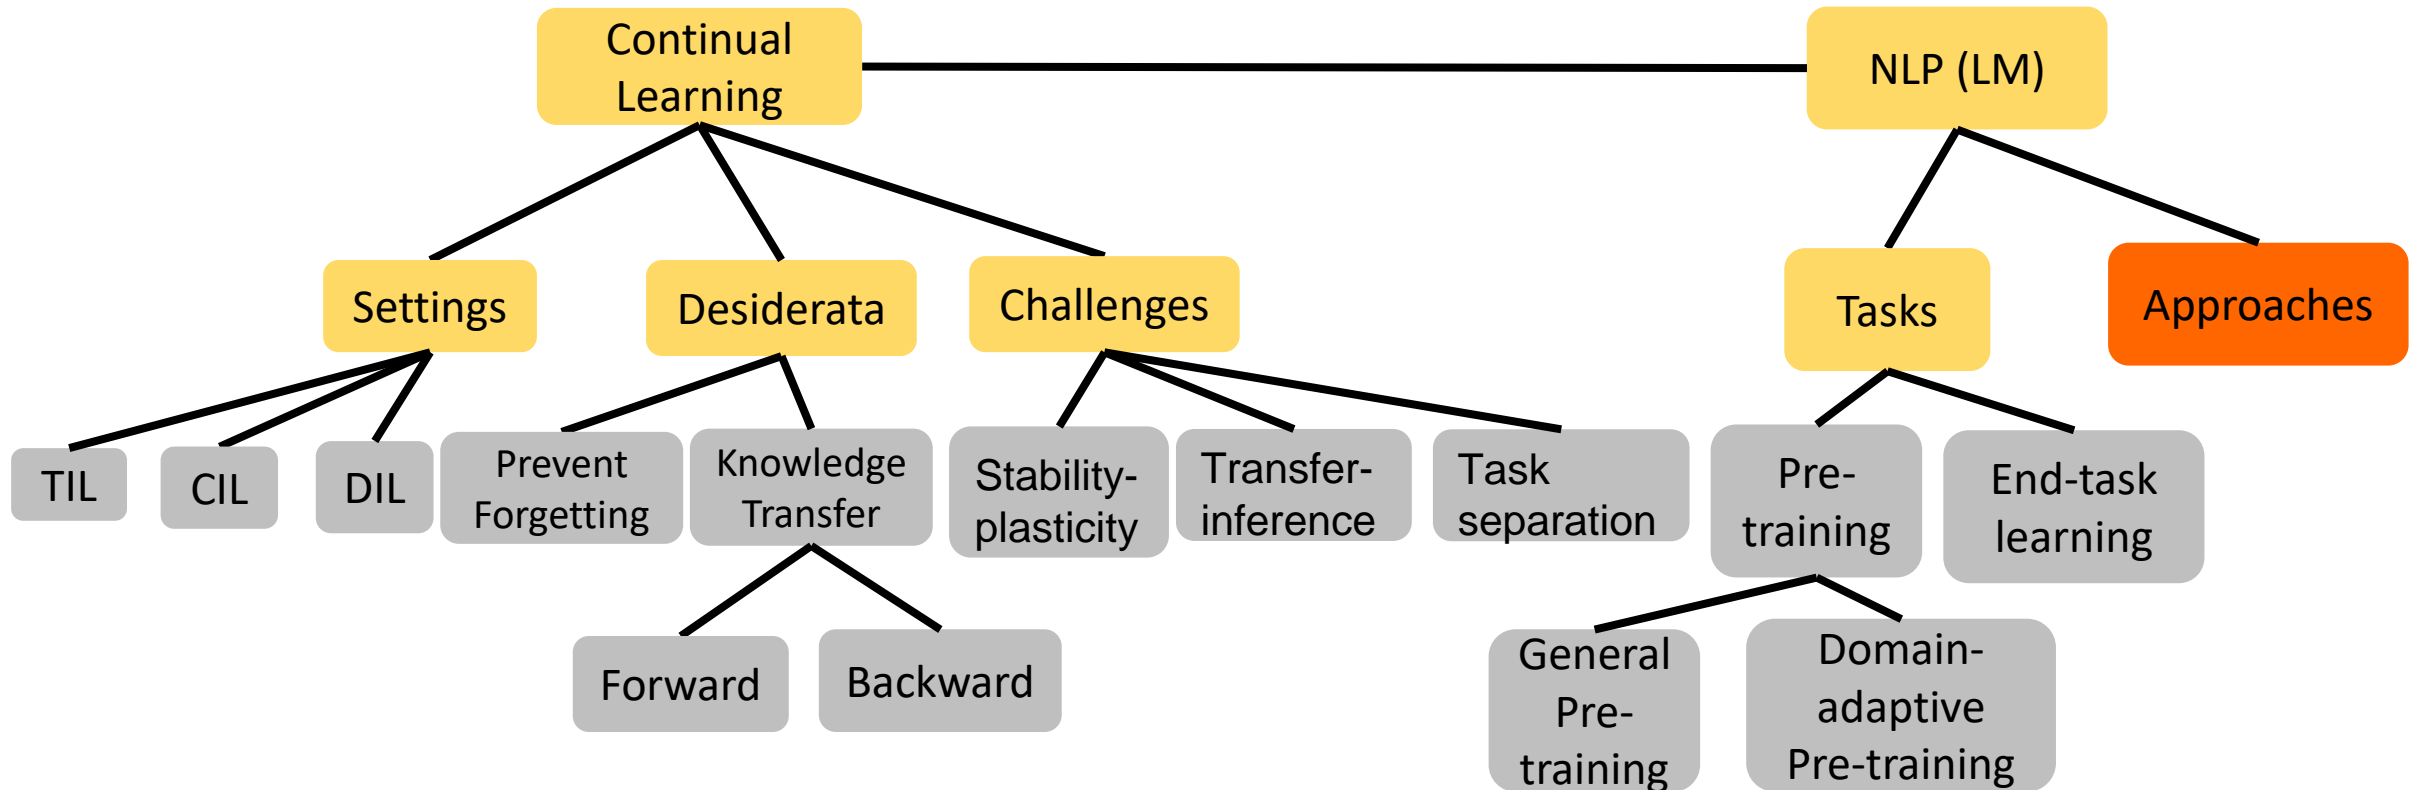 Continual
Learning
NLP (LM)
Settings
Desiderata
Challenges
Tasks
Approaches
TIL
CIL
DIL
Prevent
Forgetting
Knowledge
Transfer
Stability-
plasticity
Transfer-
inference
Task
separation
Pre-
training
End-task
learning
Forward
Backward
General
Pre-
training
Domain-
adaptive
Pre-training